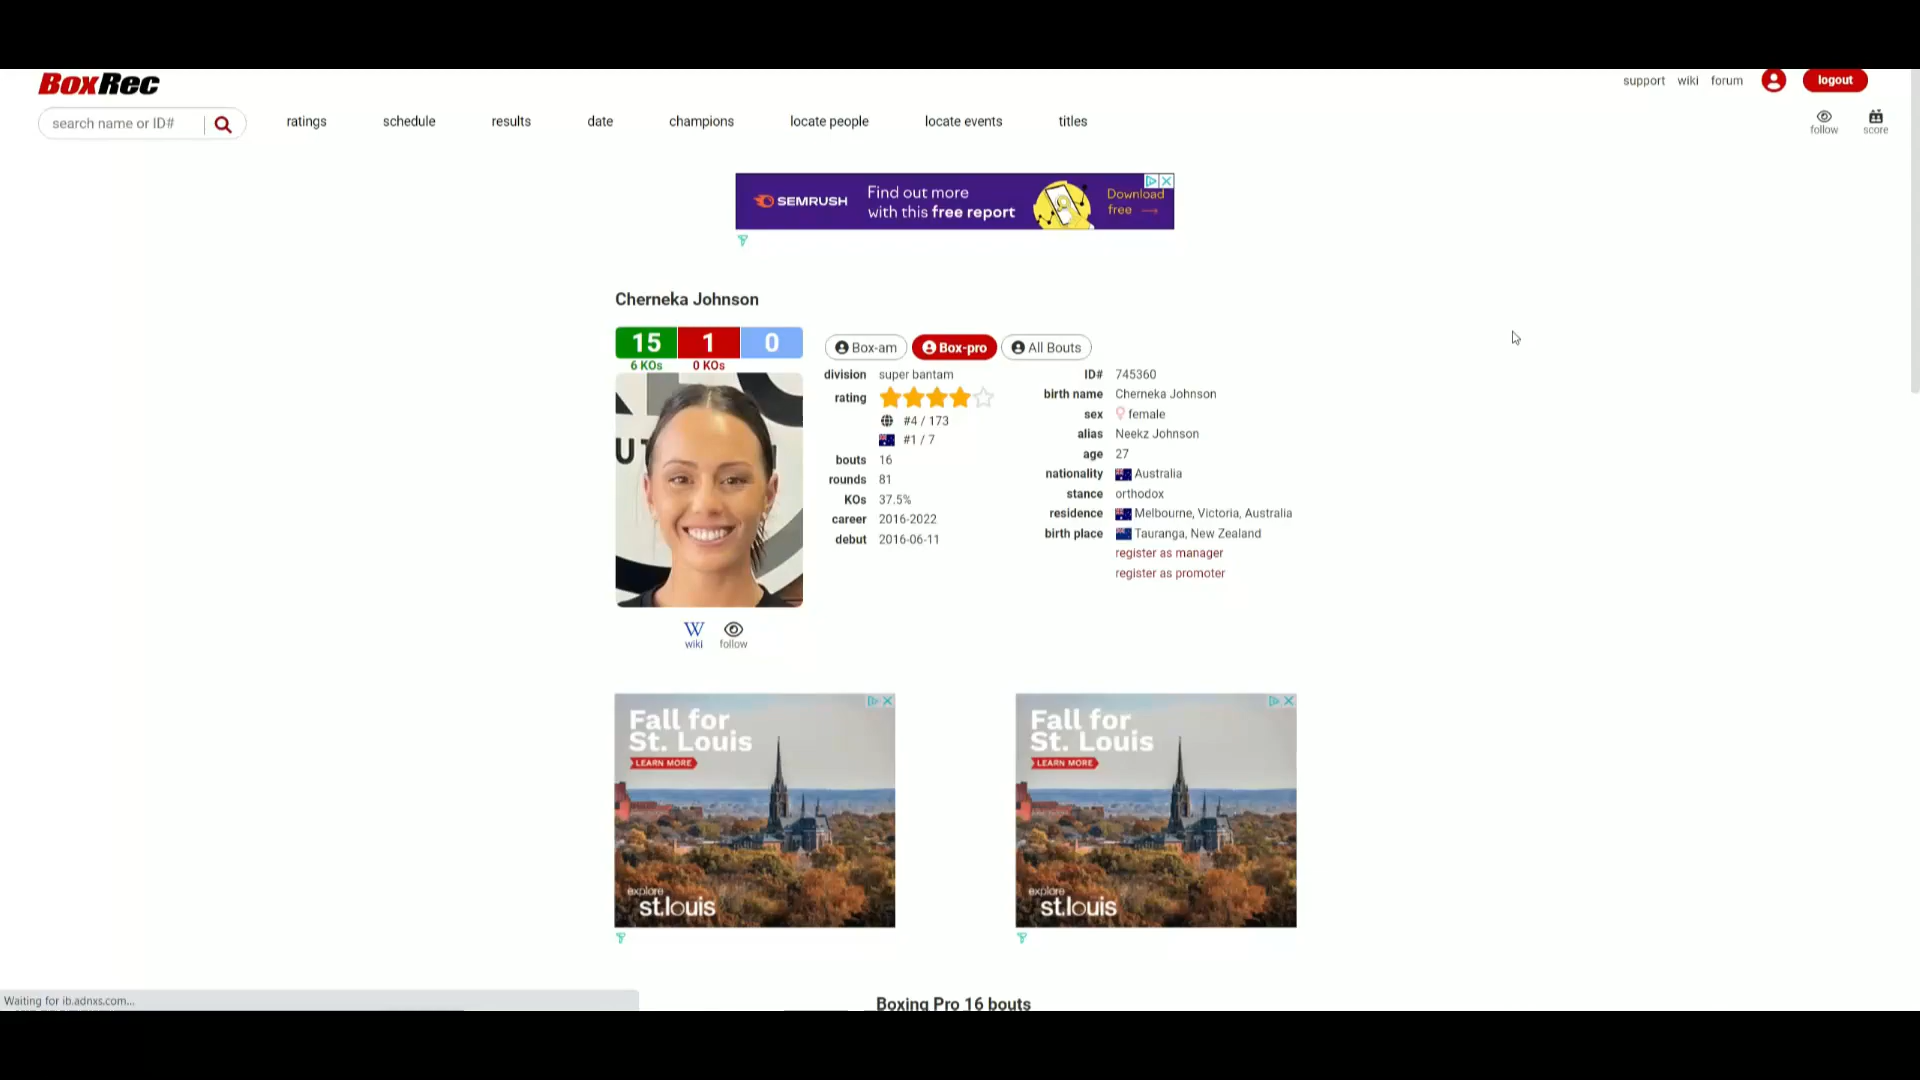 BoxRec
support wiki forum logout
search name or ID#
ratings schedule results date champions locate people locate events titles
follow score
SEMRUSH
Find out more
with this free report
Download
free →
Cherneka Johnson
15 1 0
6 KOs 0 KOs
Box-am Box-pro All Bouts
division super bantam
rating
#4 / 173
#1 / 7
bouts 16
rounds 81
KOs 37.5%
career 2016-2022
debut 2016-06-11
ID# 745360
birth name Cherneka Johnson
sex female
alias Neekz Johnson
age 27
nationality Australia
stance orthodox
residence Melbourne, Victoria, Australia
birth place Tauranga, New Zealand
register as manager
register as promoter
W
wiki follow
Fall for
St. Louis
LEARN MORE
explore
st.louis
Fall for
St. Louis
LEARN MORE
explore
st.louis
Waiting for ib.adnxs.com...
Boxing Pro 16 bouts